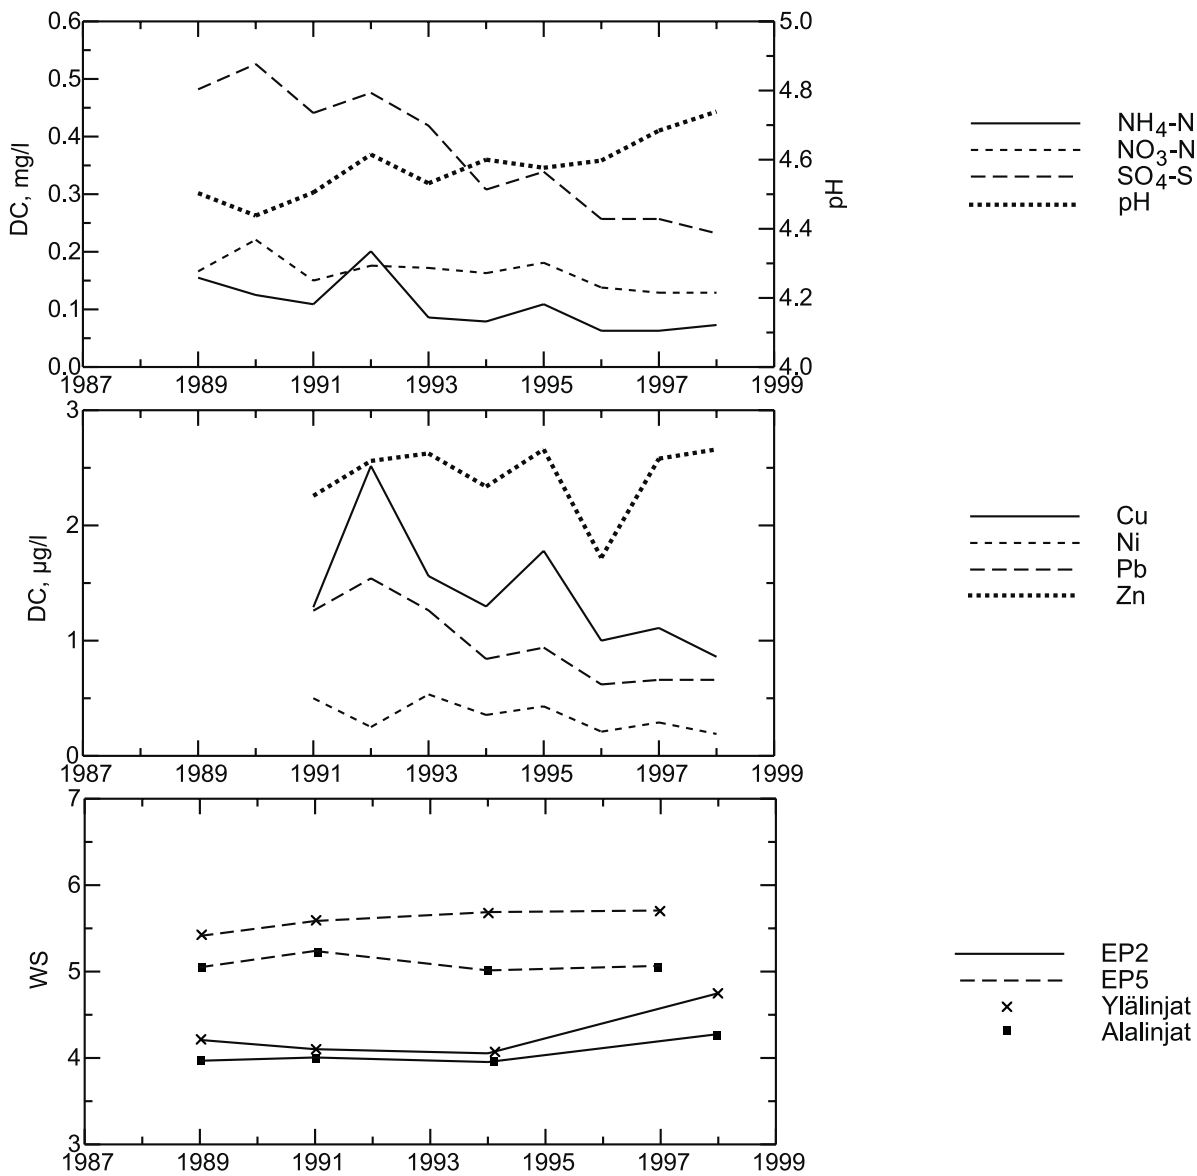 0.6
0.5
0.4
0.3
0.2
0.1
0.0
DC, mg/l
5.0
4.8
4.6
4.4
4.2
4.0
pH
1987 1989 1991 1993 1995 1997 1999
NH4-N
NO3-N
SO4-S
pH
3
2
1
0
DC, µg/l
1987 1989 1991 1993 1995 1997 1999
Cu
Ni
Pb
Zn
7
6
5
4
3
WS
1987 1989 1991 1993 1995 1997 1999
EP2
EP5
Ylälinjat
Alalinjat